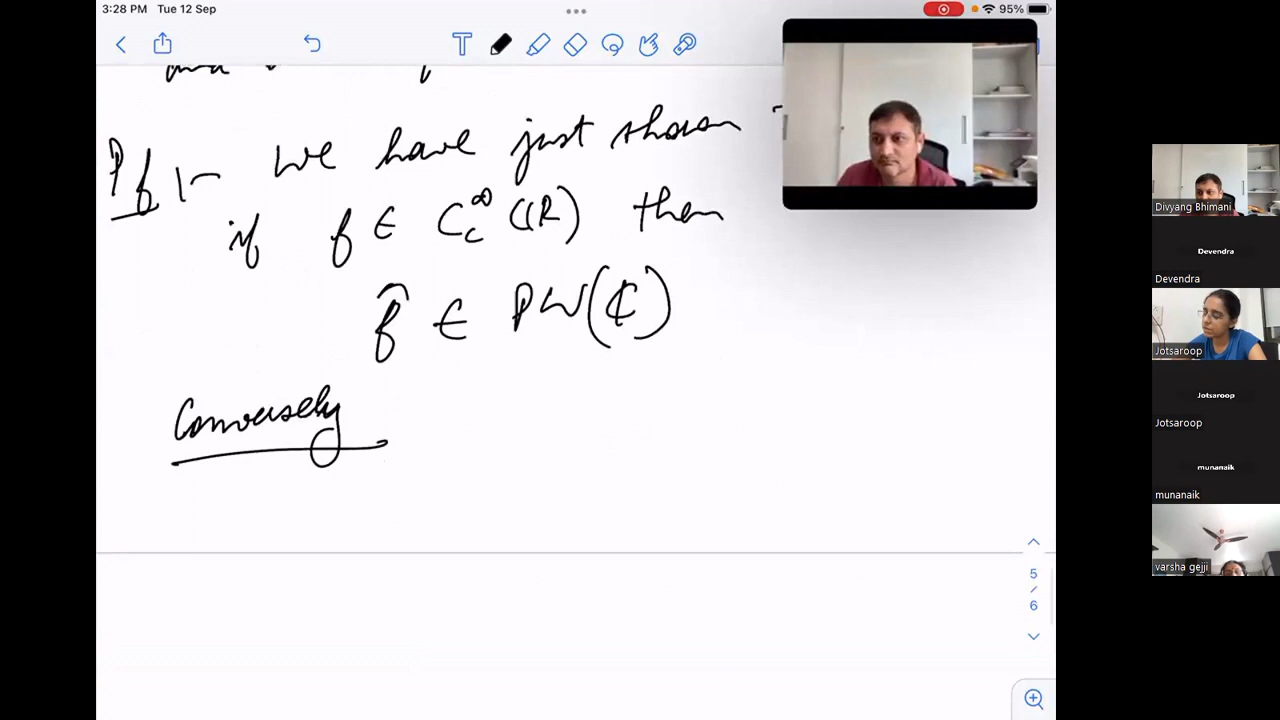 3:28 PM Tue 12 Sep
95%
Pf :- We have just shown
if f ∈ C_c^∞ (ℝ) then
f̂ ∈ PW(ℂ)
Conversely
5
/
6
Divyang Bhimani
Devendra
Devendra
Jotsaroop
Jotsaroop
Jotsaroop
munanaik
munanaik
varsha gejji